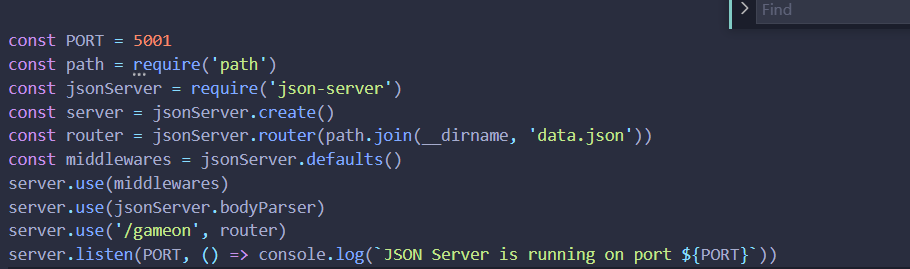 Find
const PORT = 5001
const path = require('path')
const jsonServer = require('json-server')
const server = jsonServer.create()
const router = jsonServer.router(path.join(__dirname, 'data.json'))
const middlewares = jsonServer.defaults()
server.use(middlewares)
server.use(jsonServer.bodyParser)
server.use('/gameon', router)
server.listen(PORT, () => console.log(`JSON Server is running on port ${PORT}`))